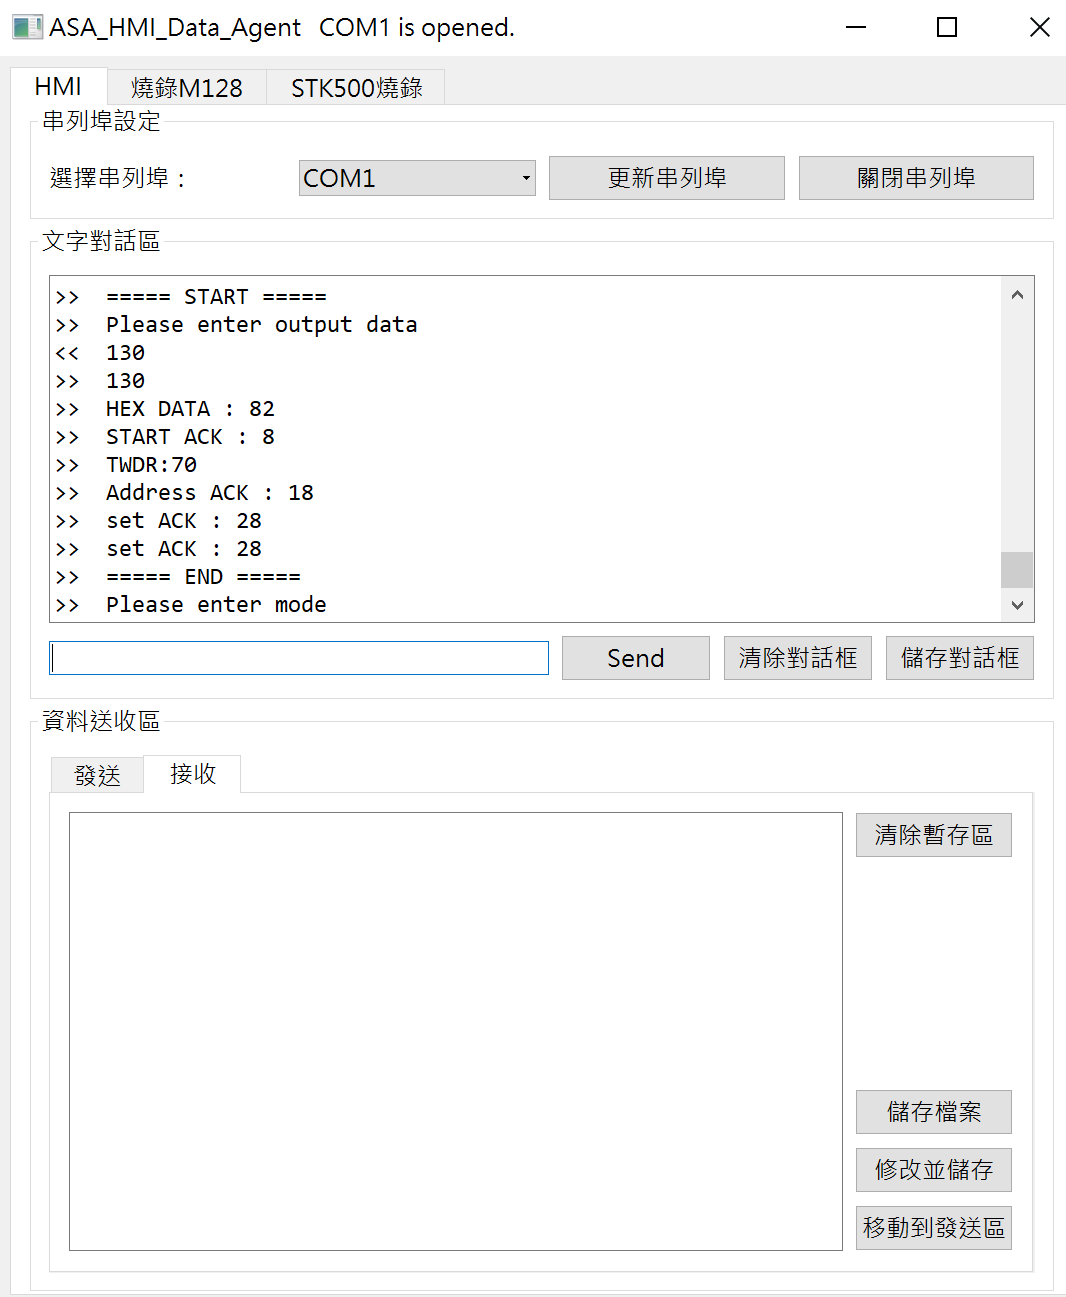 ASA_HMI_Data_Agent COM1 is opened.
HMI 燒錄M128 STK500燒錄
串列埠設定
選擇串列埠： COM1 更新串列埠 關閉串列埠
文字對話區
>> ===== START =====
>> Please enter output data
<< 130
>> 130
>> HEX DATA : 82
>> START ACK : 8
>> TWDR:70
>> Address ACK : 18
>> set ACK : 28
>> set ACK : 28
>> ===== END =====
>> Please enter mode
Send 清除對話框 儲存對話框
資料送收區
發送 接收
清除暫存區
儲存檔案
修改並儲存
移動到發送區